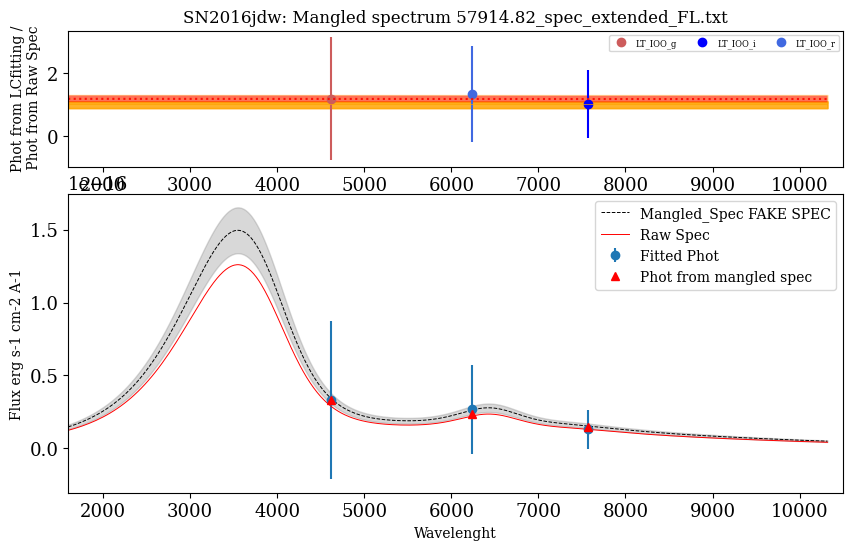 SN2016jdw: Mangled spectrum 57914.82_spec_extended_FL.txt
Phot from LCfitting /
Phot from Raw Spec
2
0
LT_IOO_g
LT_IOO_i
LT_IOO_r
2000 3000 4000 5000 6000 7000 8000 9000 10000
1e−16
Flux erg s-1 cm-2 A-1
1.5
1.0
0.5
0.0
Mangled_Spec FAKE SPEC
Raw Spec
Fitted Phot
Phot from mangled spec
2000 3000 4000 5000 6000 7000 8000 9000 10000
Wavelenght